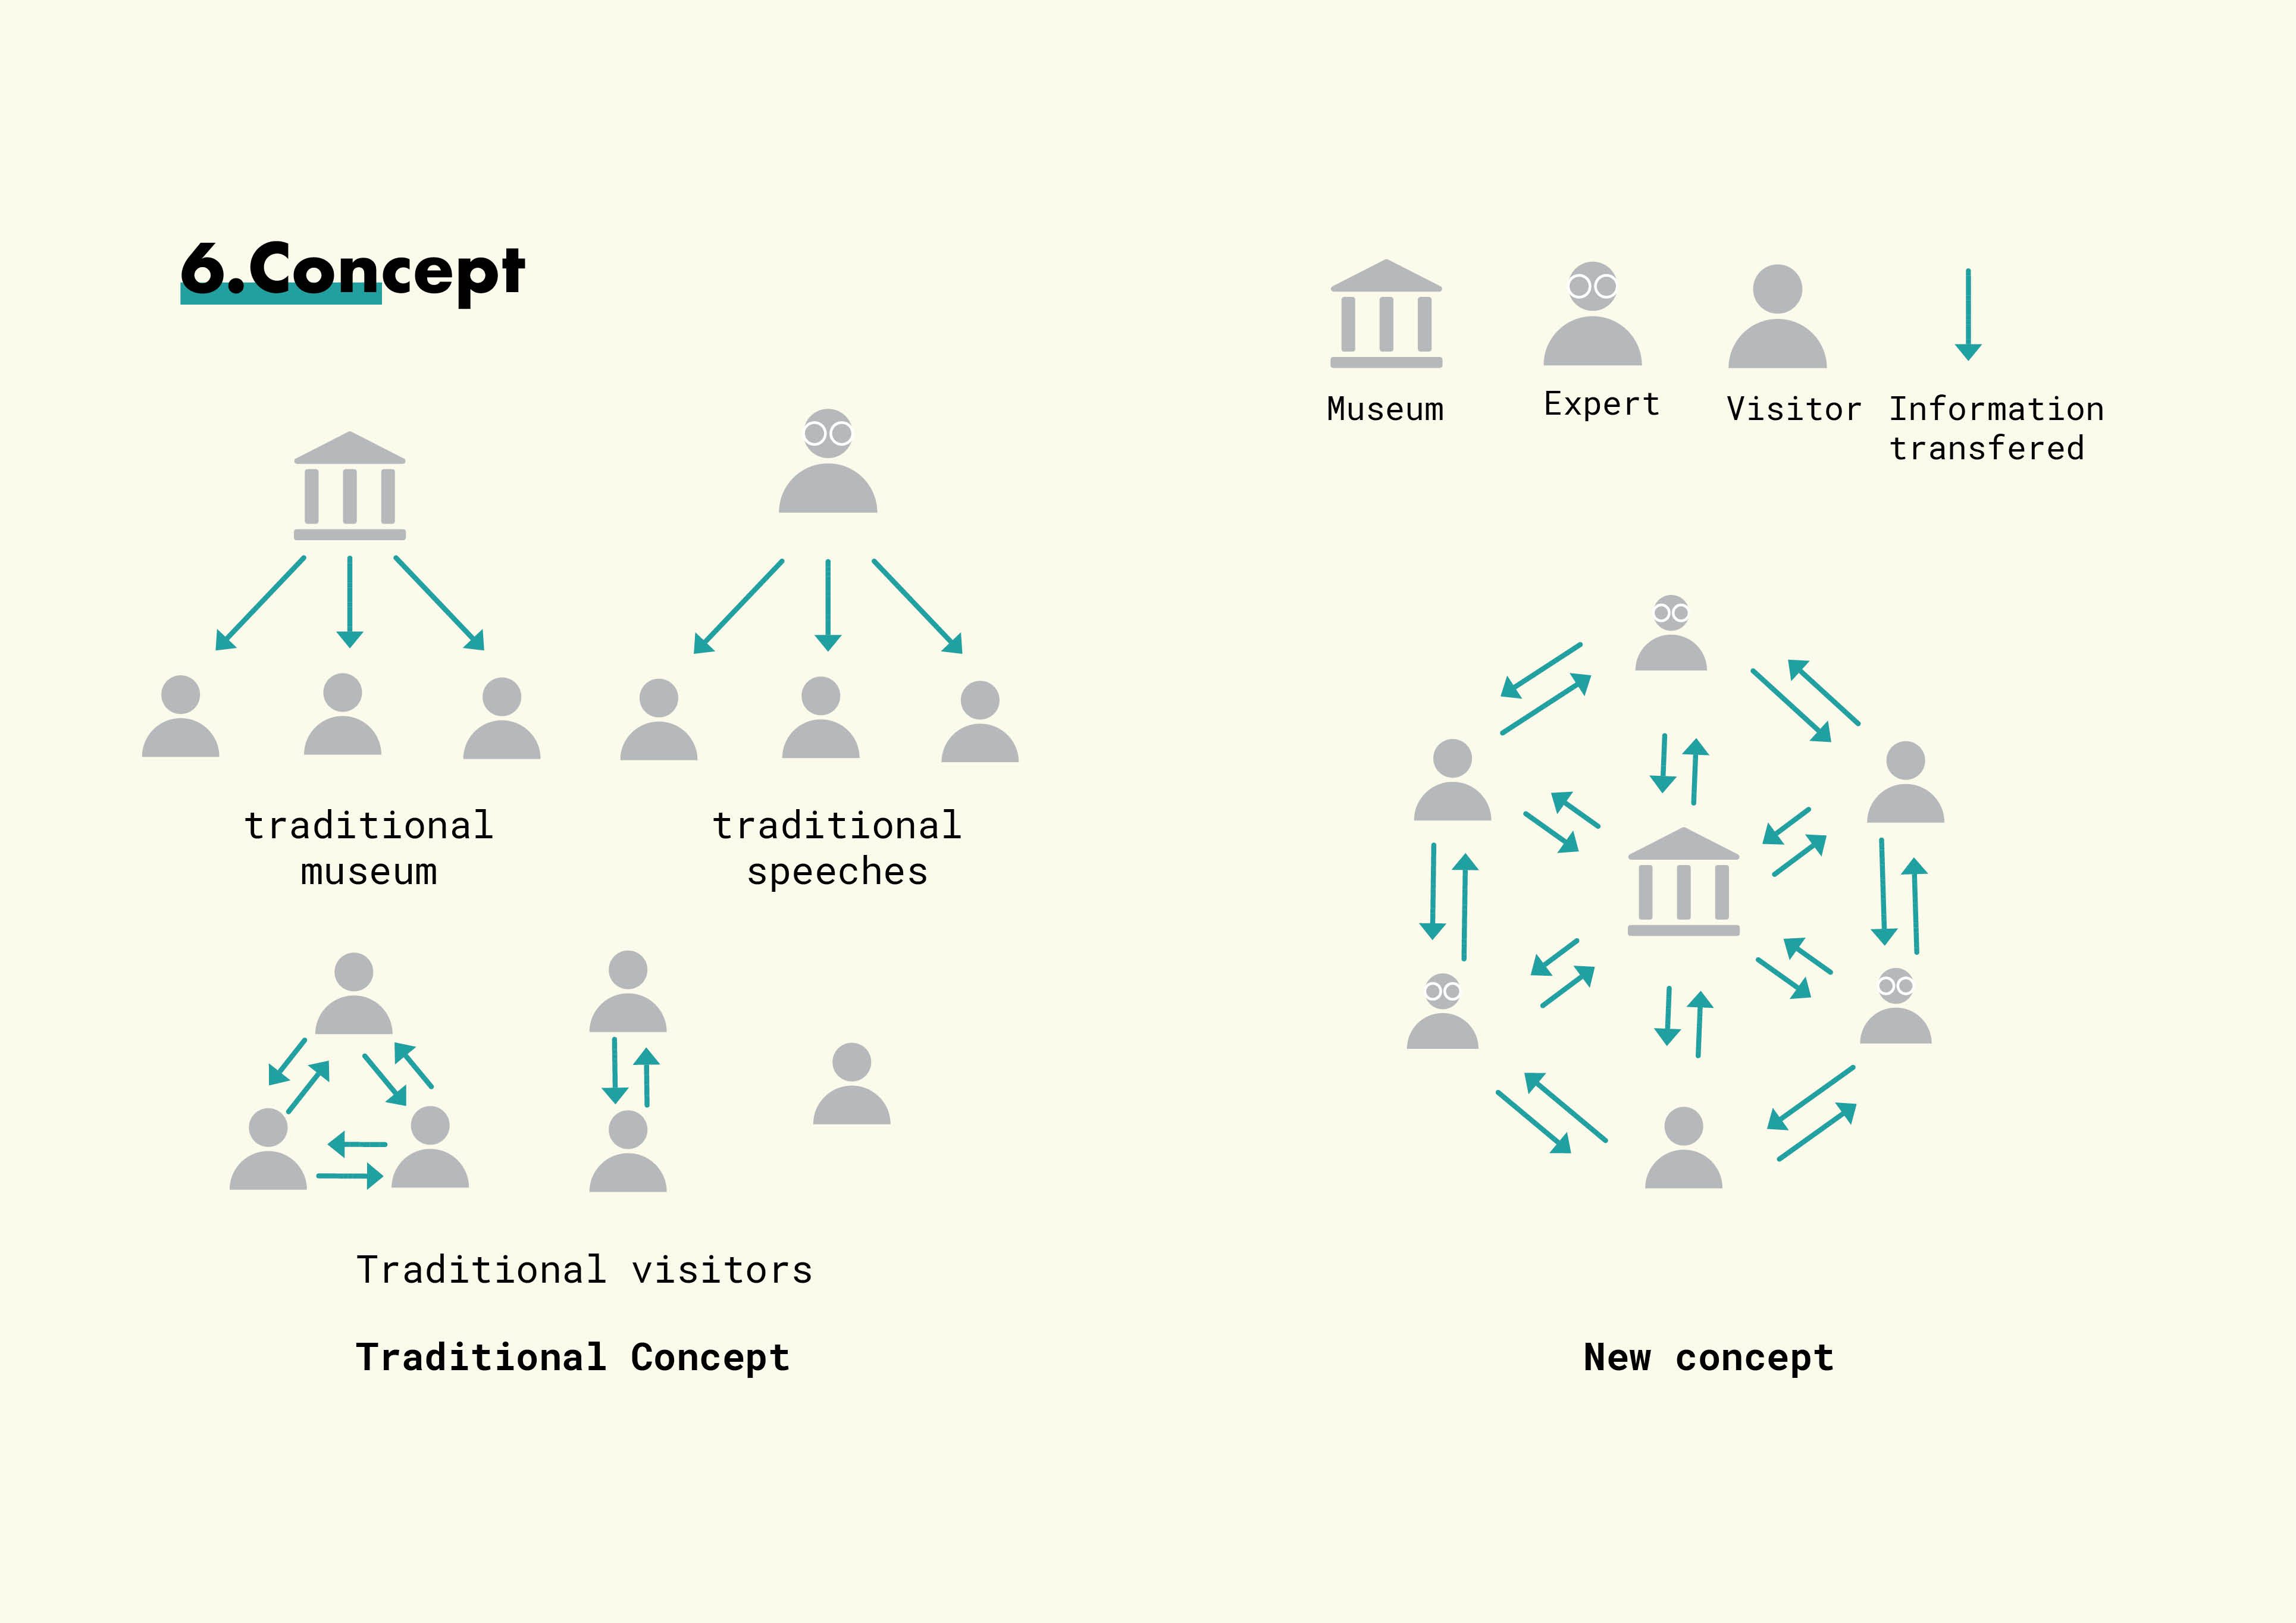 6.Concept
Museum
Expert
Visitor
Information
transfered
traditional
museum
traditional
speeches
Traditional visitors
Traditional Concept
New concept